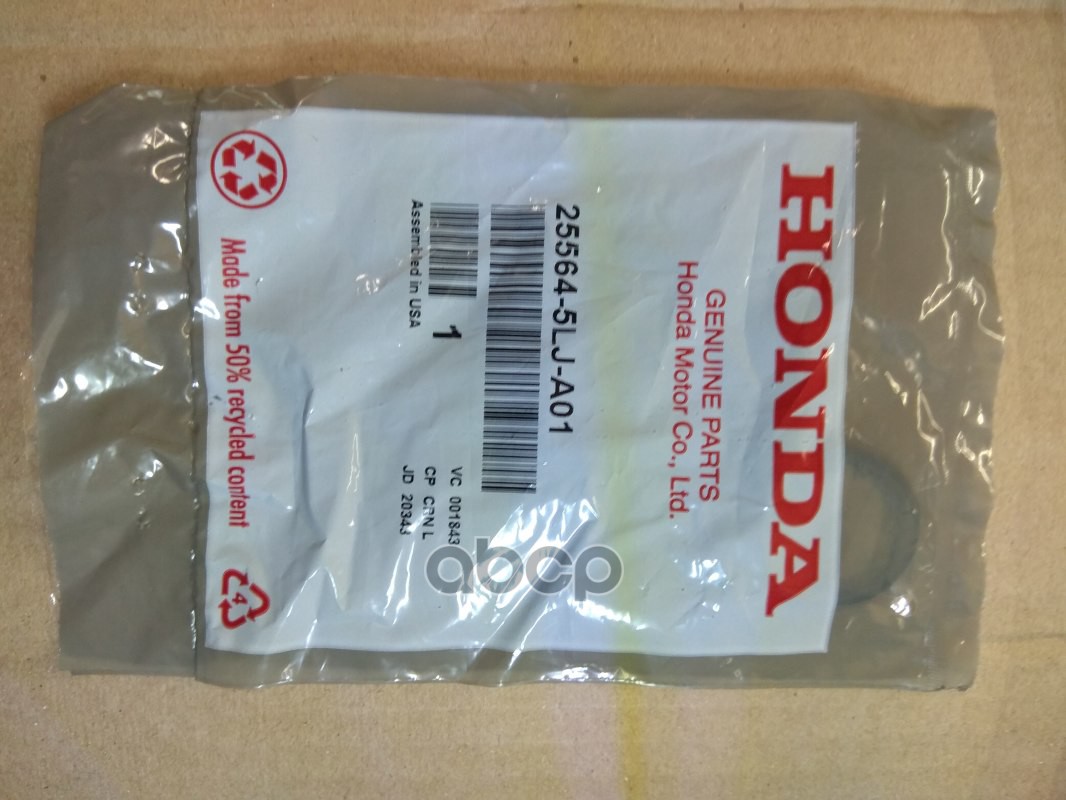 HONDA
GENUINE PARTS
Honda Motor Co., Ltd.
25564-5LJ-A01
1
Assembled in USA
VC 001843
CP CRN L
JD 20343
Made from 50% recycled content
4
abcp